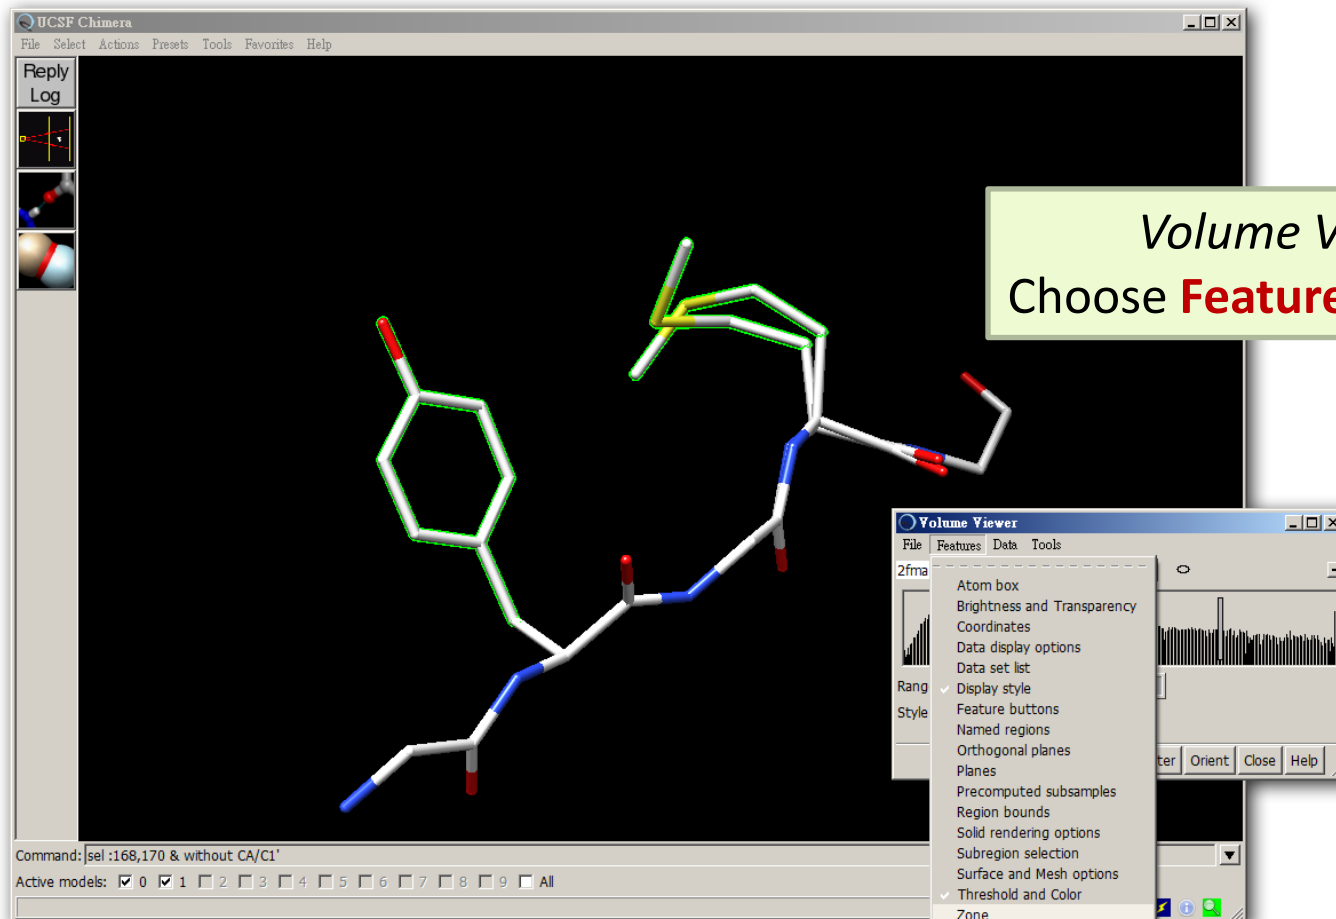 UCSF Chimera
File Select Actions Presets Tools Favorites Help
Reply
Log
Volume V
Choose Feature
Volume Viewer
File Features Data Tools
2fma
Atom box
Brightness and Transparency
Coordinates
Data display options
Data set list
Rang
Display style
Style
Feature buttons
Named regions
Orthogonal planes
Planes
ter Orient Close Help
Precomputed subsamples
Region bounds
Solid rendering options
Subregion selection
Surface and Mesh options
Threshold and Color
Zone
Command: sel :168,170 & without CA/C1'
Active models: 0 1 2 3 4 5 6 7 8 9 All